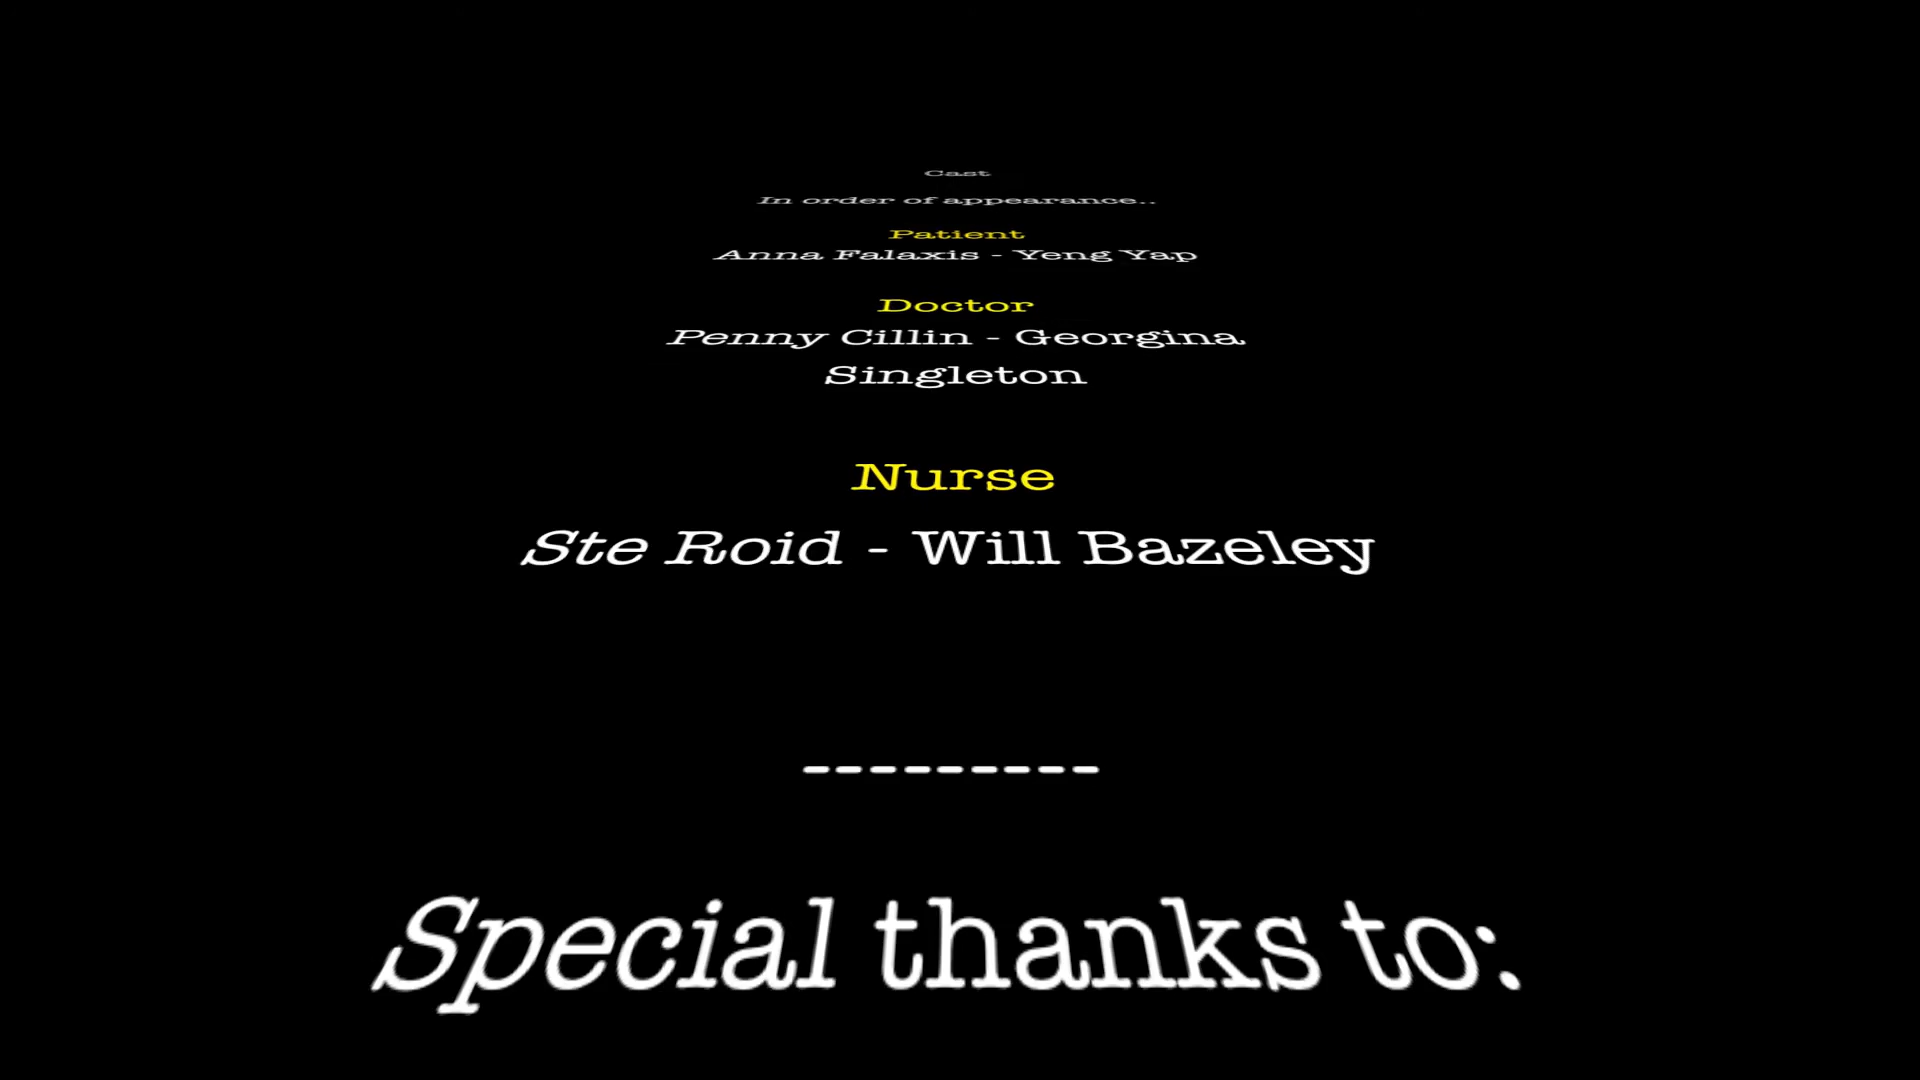 Cast
In order of appearance..
Patient
Anna Falaxis - Yeng Yap
Doctor
Penny Cillin - Georgina
Singleton
Nurse
Ste Roid - Will Bazeley
---------
Special thanks to: